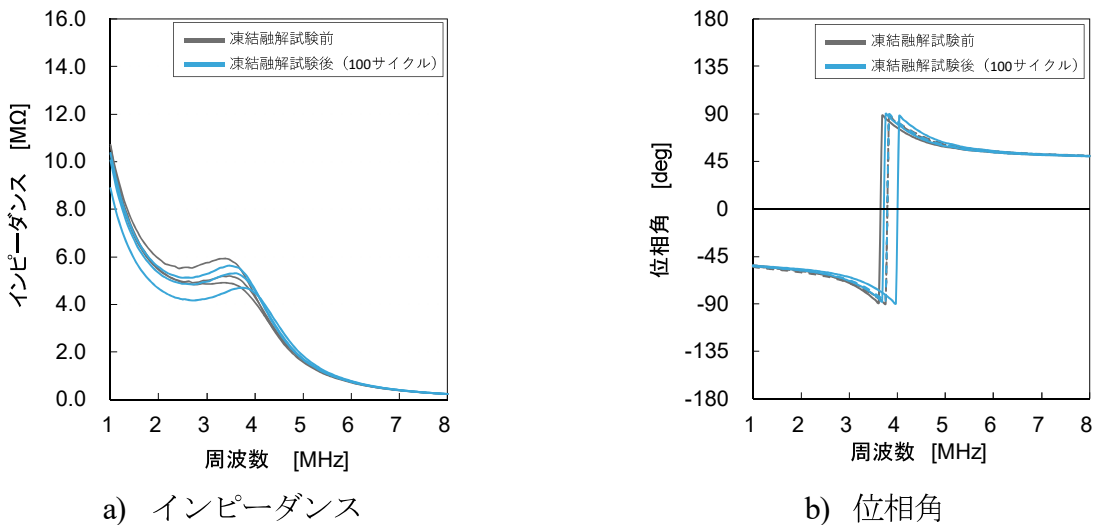 16.0
14.0
12.0
10.0
8.0
6.0
4.0
2.0
0.0
インピーダンス [MΩ]
凍結融解試験前
凍結融解試験後（100サイクル）
1 2 3 4 5 6 7 8
周波数 [MHz]
a) インピーダンス
180
135
90
45
0
-45
-90
-135
-180
位相角 [deg]
凍結融解試験前
凍結融解試験後（100サイクル）
1 2 3 4 5 6 7 8
周波数 [MHz]
b) 位相角